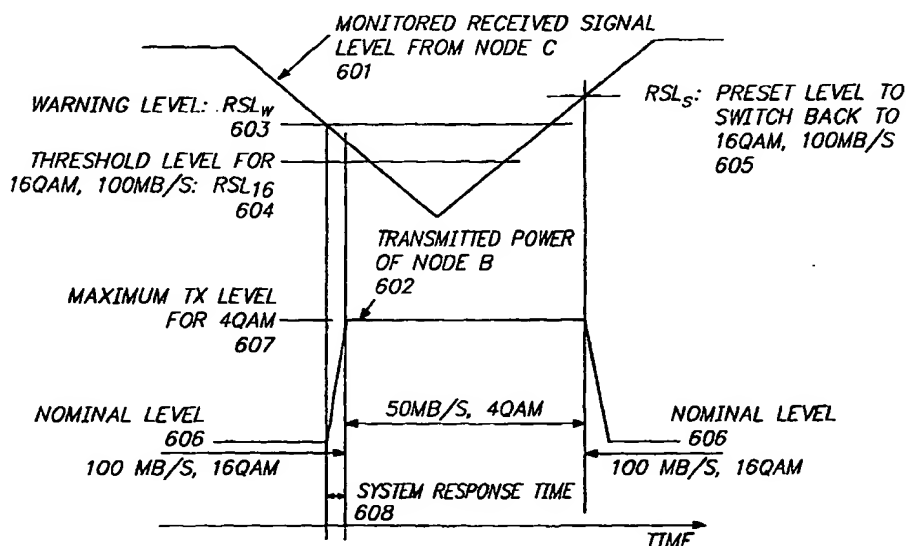 MONITORED RECEIVED SIGNAL
LEVEL FROM NODE C
601
WARNING LEVEL: RSLW
603
RSLS: PRESET LEVEL TO
SWITCH BACK TO
16QAM, 100MB/S
605
THRESHOLD LEVEL FOR
16QAM, 100MB/S: RSL16
604
TRANSMITTED POWER
OF NODE B
602
MAXIMUM TX LEVEL
FOR 4QAM
607
NOMINAL LEVEL
606
100 MB/S, 16QAM
50MB/S, 4QAM
NOMINAL LEVEL
606
100 MB/S, 16QAM
SYSTEM RESPONSE TIME
608
TIME